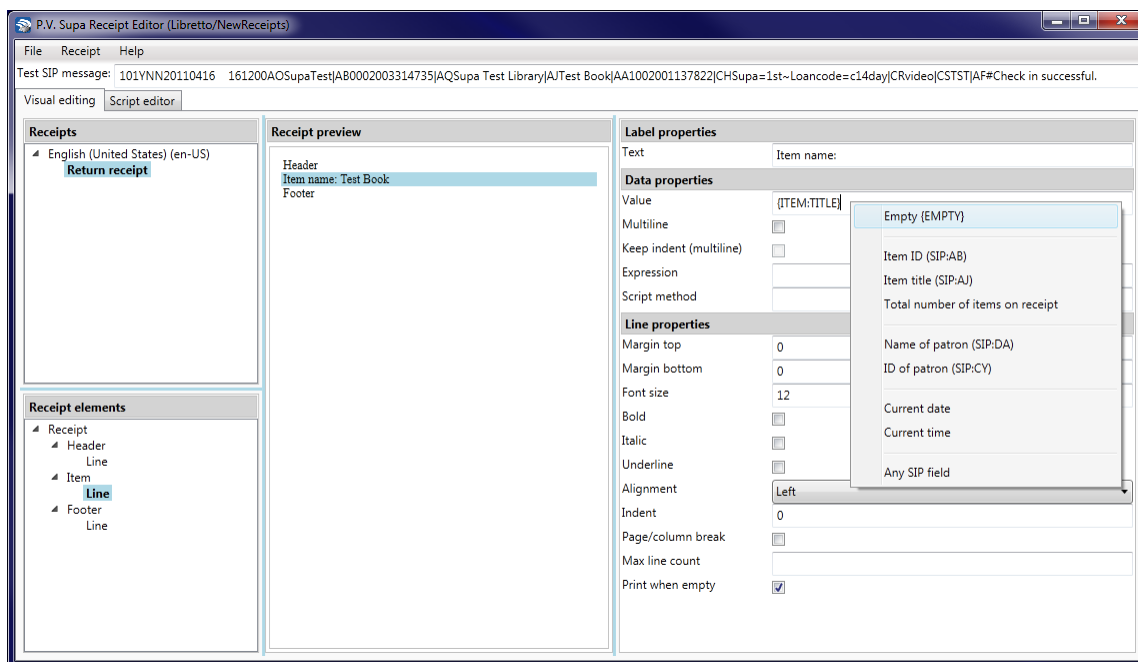 P.V. Supa Receipt Editor (Libretto/NewReceipts)
File Receipt Help
Test SIP message: 101YNN20110416 161200AOSupaTest|AB0002003314735|AQSupa Test Library|AJTest Book|AA1002001137822|CHSupa=1st~Loancode=c14day|CRvideo|CSTST|AF#Check in successful.
Visual editing Script editor
Receipts
English (United States) (en-US)
Return receipt
Receipt elements
Receipt
Header
Line
Item
Line
Footer
Line
Receipt preview
Header
Item name: Test Book
Footer
Label properties
Text Item name:
Data properties
Value {ITEM:TITLE}
Multiline
Keep indent (multiline)
Expression
Script method
Line properties
Margin top 0
Margin bottom 0
Font size 12
Bold
Italic
Underline
Alignment Left
Indent 0
Page/column break
Max line count
Print when empty
Empty {EMPTY}
Item ID (SIP:AB)
Item title (SIP:AJ)
Total number of items on receipt
Name of patron (SIP:DA)
ID of patron (SIP:CY)
Current date
Current time
Any SIP field